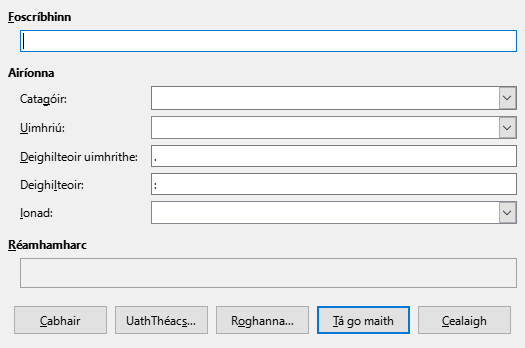 Foscríbhinn
Airíonna
Catagóir:
Uimhriú:
Deighilteoir uimhrithe: .
Deighilteoir: :
Ionad:
Réamhamharc
Cabhair UathThéacs... Roghanna... Tá go maith Cealaigh